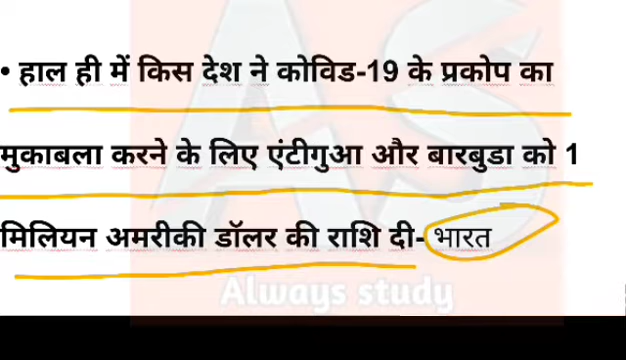 • हाल ही में किस देश ने कोविड-19 के प्रकोप का
मुकाबला करने के लिए एंटीगुआ और बारबुडा को 1
मिलियन अमरीकी डॉलर की राशि दी- भारत
Always study